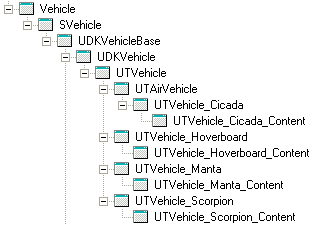 Vehicle
SVehicle
UDKVehicleBase
UDKVehicle
UTVehicle
UTAirVehicle
UTVehicle_Cicada
UTVehicle_Cicada_Content
UTVehicle_Hoverboard
UTVehicle_Hoverboard_Content
UTVehicle_Manta
UTVehicle_Manta_Content
UTVehicle_Scorpion
UTVehicle_Scorpion_Content